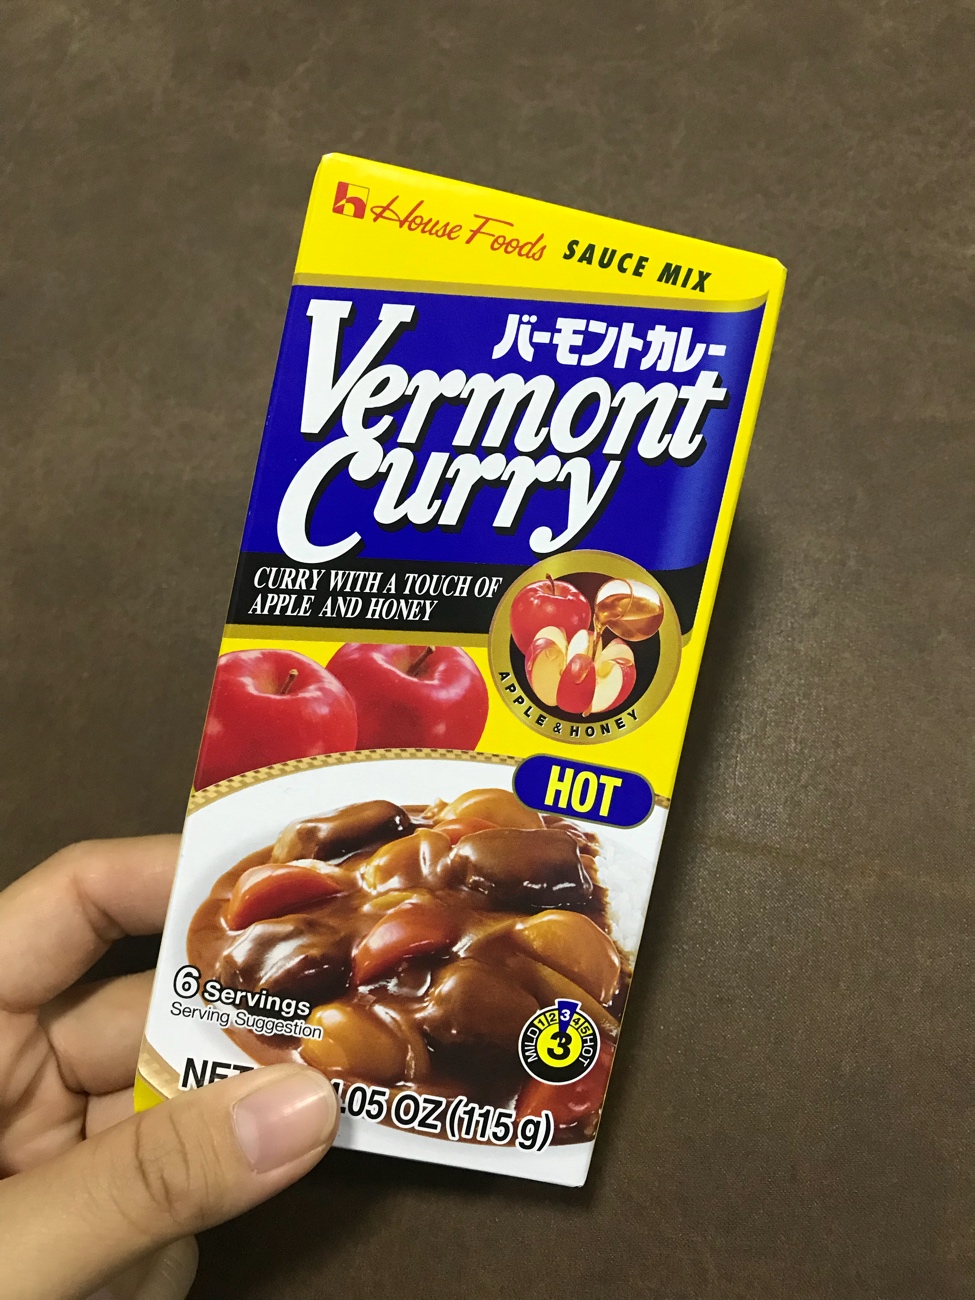 House Foods SAUCE MIX
バーモントカレー
Vermont
Curry
CURRY WITH A TOUCH OF
APPLE AND HONEY
APPLE & HONEY
HOT
6 Servings
Serving Suggestion
MILD 1 2 3 4 5 HOT
3
.05 OZ (115 g)